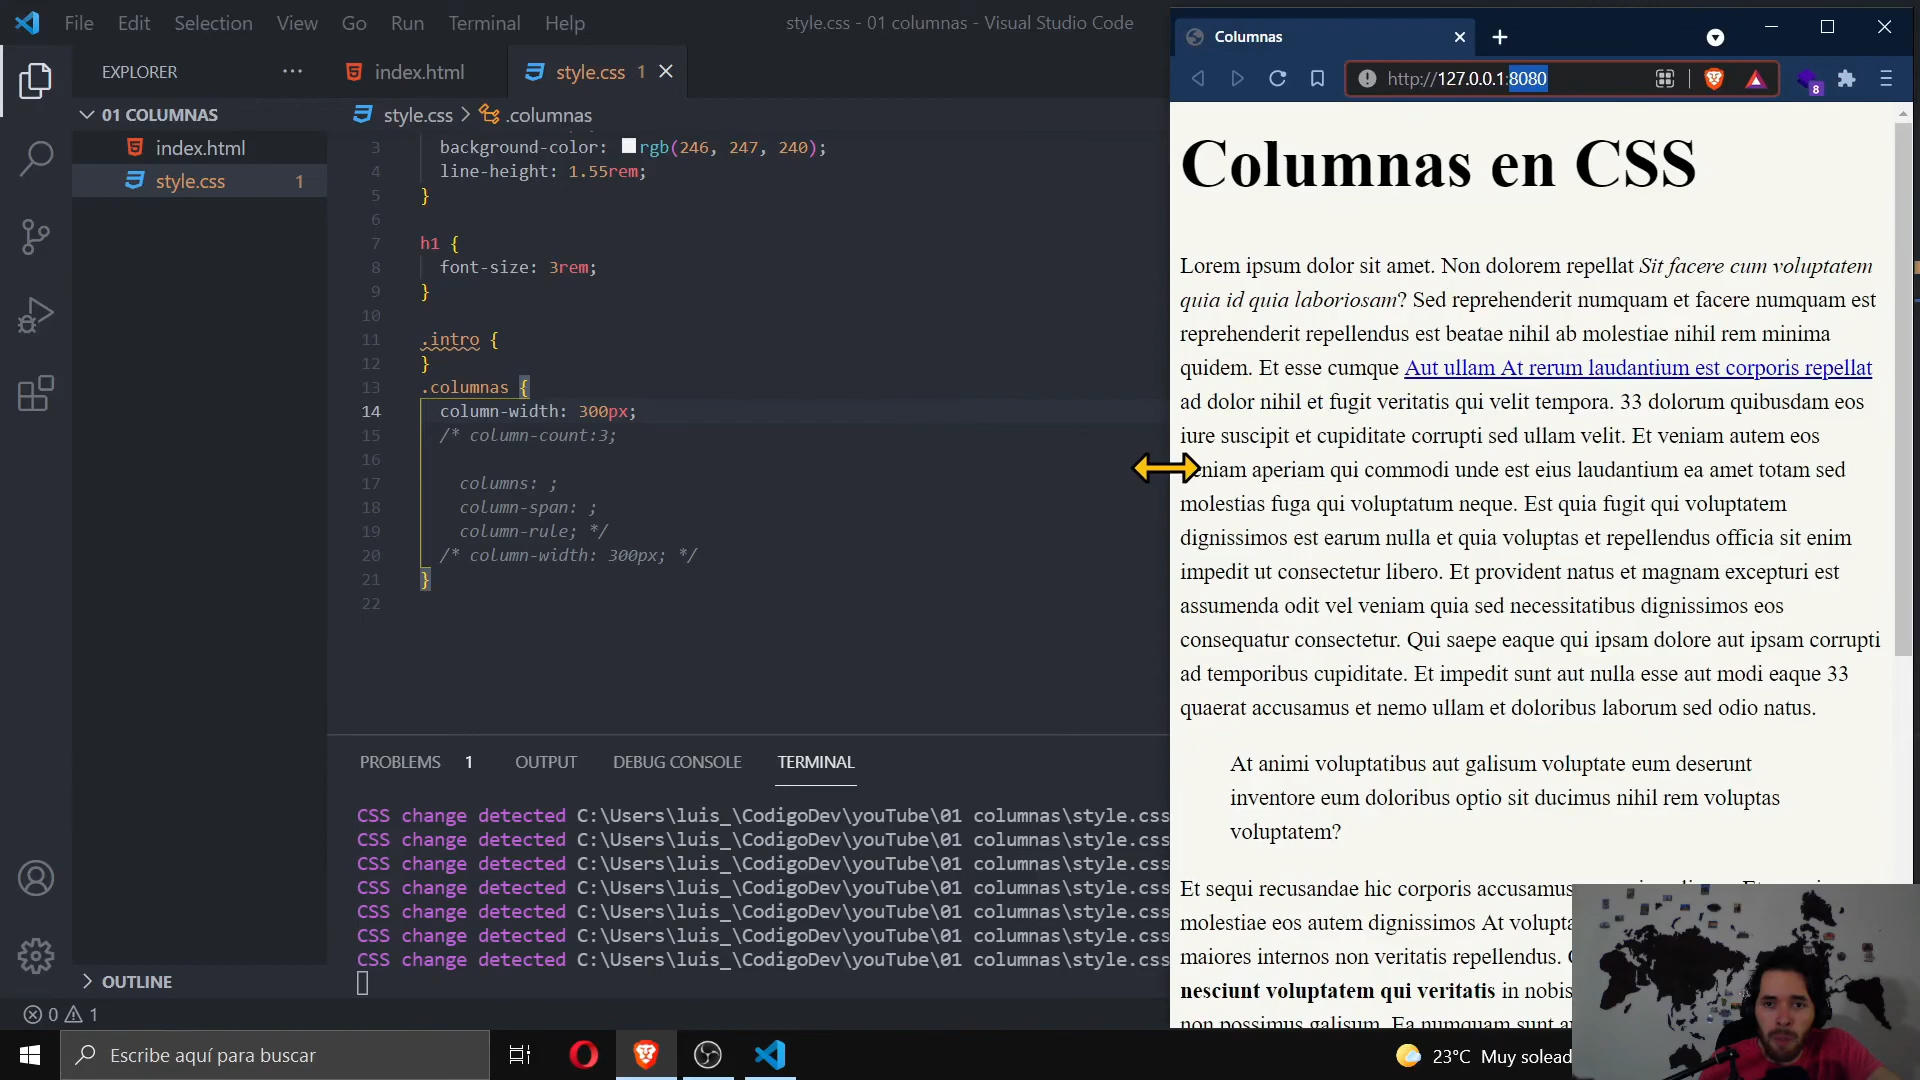 File Edit Selection View Go Run Terminal Help
style.css - 01 columnas - Visual Studio Code
EXPLORER
index.html
style.css 1
01 COLUMNAS
index.html
style.css 1
OUTLINE
style.css > .columnas
3 background-color: rgb(246, 247, 240);
4 line-height: 1.55rem;
5 }
6
7 h1 {
8 font-size: 3rem;
9 }
10
11 .intro {
12 }
13 .columnas {
14 column-width: 300px;
15 /* column-count:3;
16
17 columns: ;
18 column-span: ;
19 column-rule; */
20 /* column-width: 300px; */
21 }
22
PROBLEMS 1 OUTPUT DEBUG CONSOLE TERMINAL
CSS change detected C:\Users\luis_\CodigoDev\youTube\01 columnas\style.css
CSS change detected C:\Users\luis_\CodigoDev\youTube\01 columnas\style.css
CSS change detected C:\Users\luis_\CodigoDev\youTube\01 columnas\style.css
CSS change detected C:\Users\luis_\CodigoDev\youTube\01 columnas\style.css
CSS change detected C:\Users\luis_\CodigoDev\youTube\01 columnas\style.css
CSS change detected C:\Users\luis_\CodigoDev\youTube\01 columnas\style.css
CSS change detected C:\Users\luis_\CodigoDev\youTube\01 columnas\style.css
0 1
Columnas
http://127.0.0.1:8080
8
Columnas en CSS
Lorem ipsum dolor sit amet. Non dolorem repellat Sit facere cum voluptatem
quia id quia laboriosam? Sed reprehenderit numquam et facere numquam est
reprehenderit repellendus est beatae nihil ab molestiae nihil rem minima
quidem. Et esse cumque Aut ullam At rerum laudantium est corporis repellat
ad dolor nihil et fugit veritatis qui velit tempora. 33 dolorum quibusdam eos
iure suscipit et cupiditate corrupti sed ullam velit. Et veniam autem eos
eniam aperiam qui commodi unde est eius laudantium ea amet totam sed
molestias fuga qui voluptatum neque. Est quia fugit qui voluptatem
dignissimos est earum nulla et quia voluptas et repellendus officia sit enim
impedit ut consectetur libero. Et provident natus et magnam excepturi est
assumenda odit vel veniam quia sed necessitatibus dignissimos eos
consequatur consectetur. Qui saepe eaque qui ipsam dolore aut ipsam corrupti
ad temporibus cupiditate. Et impedit sunt aut nulla esse aut modi eaque 33
quaerat accusamus et nemo ullam et doloribus laborum sed odio natus.
At animi voluptatibus aut galisum voluptate eum deserunt
inventore eum doloribus optio sit ducimus nihil rem voluptas
voluptatem?
Et sequi recusandae hic corporis accusamus
molestiae eos autem dignissimos At volupta
maiores internos non veritatis repellendus.
nesciunt voluptatem qui veritatis in nobis
non possimus galisum. Ea numquam sunt
Escribe aquí para buscar
23°C Muy solead